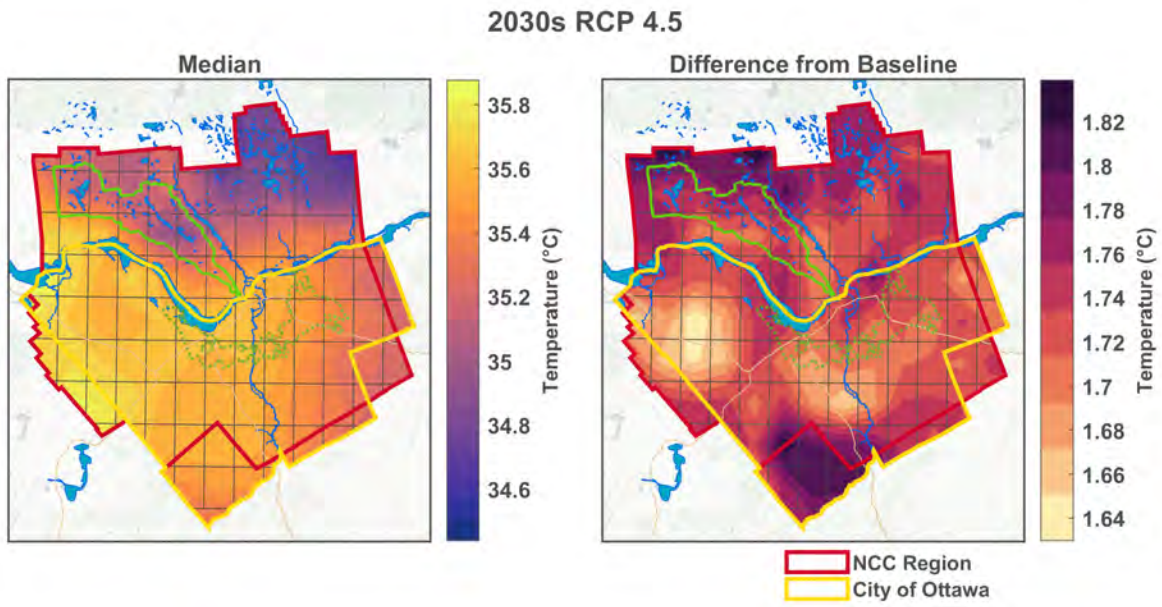 2030s RCP 4.5
Median
35.8
35.6
35.4
35.2
35
34.8
34.6
Temperature (°C)
Difference from Baseline
1.82
1.8
1.78
1.76
1.74
1.72
1.7
1.68
1.66
1.64
Temperature (°C)
NCC Region
City of Ottawa